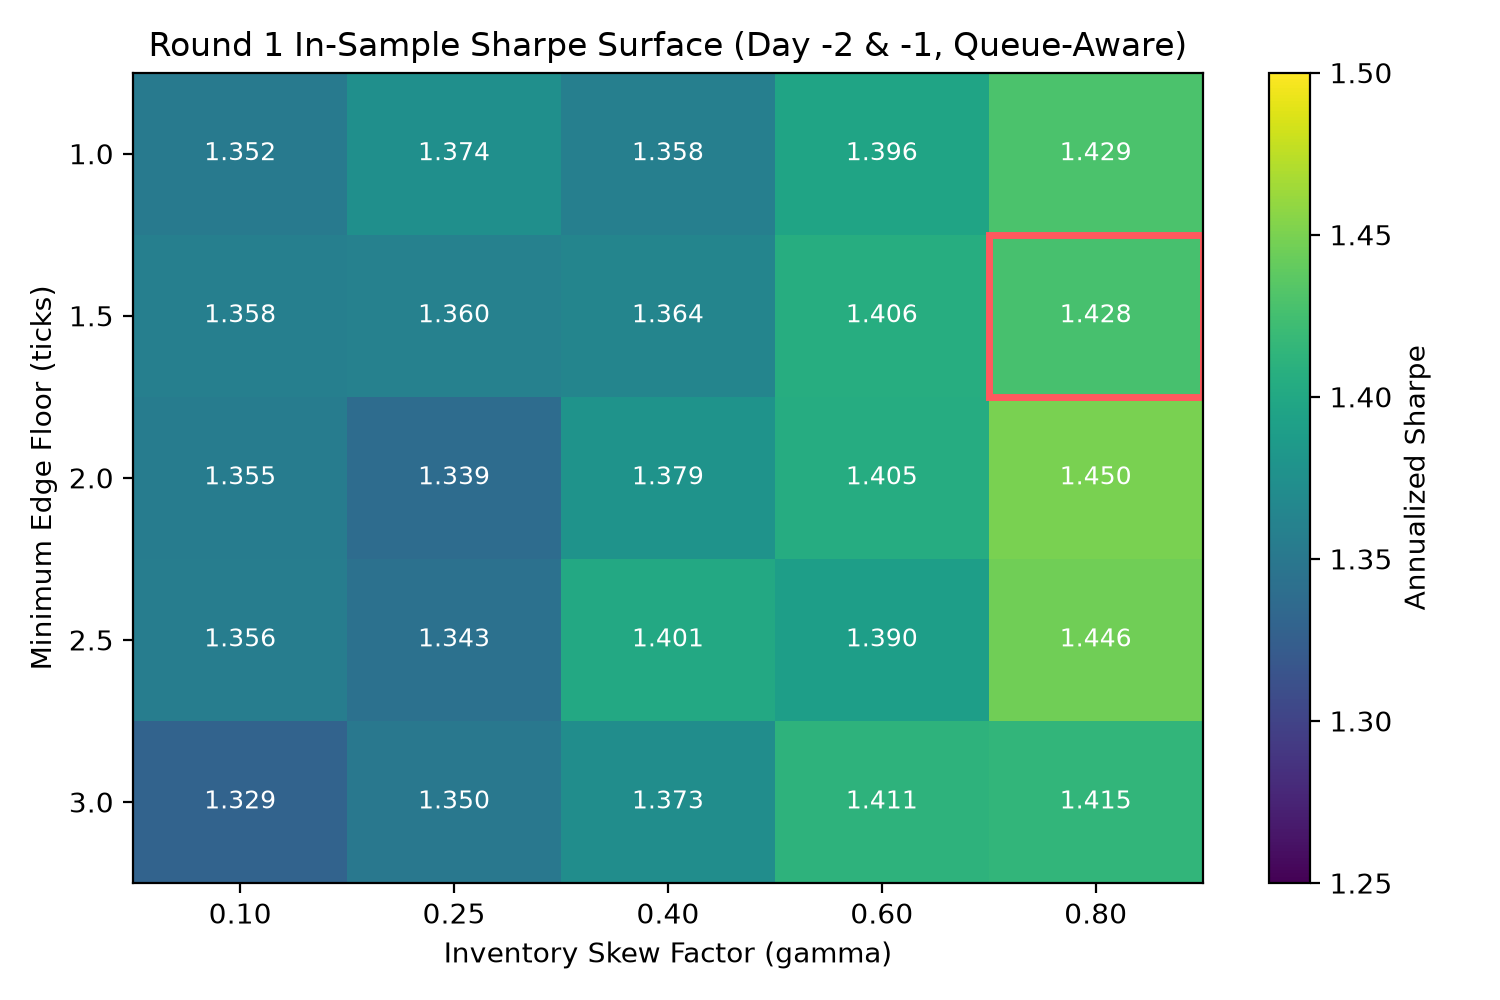 Round 1 In-Sample Sharpe Surface (Day -2 & -1, Queue-Aware)
1.0 1.352 1.374 1.358 1.396 1.429
1.5 1.358 1.360 1.364 1.406 1.428
2.0 1.355 1.339 1.379 1.405 1.450
2.5 1.356 1.343 1.401 1.390 1.446
3.0 1.329 1.350 1.373 1.411 1.415
0.10 0.25 0.40 0.60 0.80
Inventory Skew Factor (gamma)
Minimum Edge Floor (ticks)
1.50
1.45
1.40
1.35
1.30
1.25
Annualized Sharpe